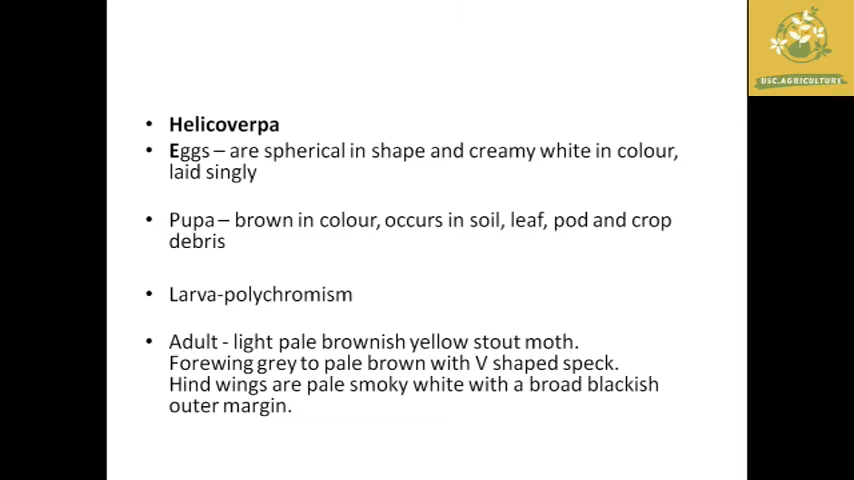 BSC.AGRICULTURE
• Helicoverpa
• Eggs – are spherical in shape and creamy white in colour,
laid singly
• Pupa – brown in colour, occurs in soil, leaf, pod and crop
debris
• Larva-polychromism
• Adult - light pale brownish yellow stout moth.
Forewing grey to pale brown with V shaped speck.
Hind wings are pale smoky white with a broad blackish
outer margin.